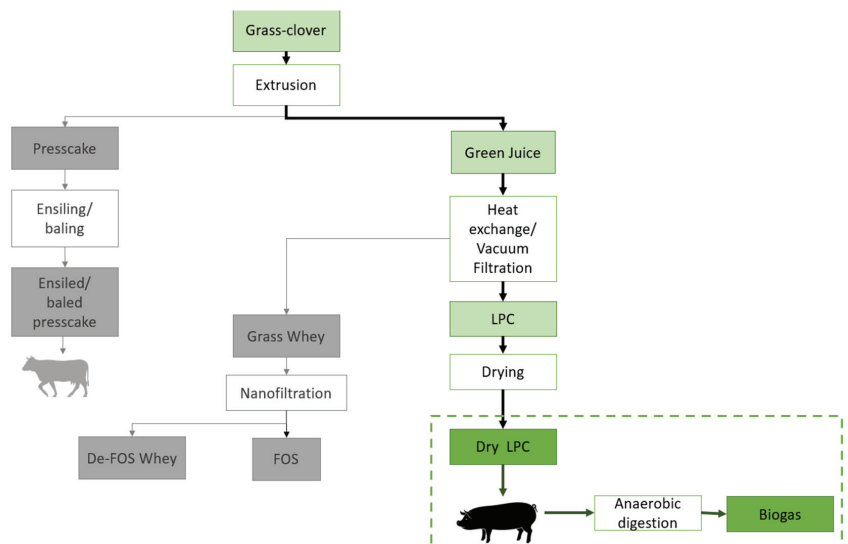 Grass-clover
Extrusion
Presscake
Green Juice
Ensiling/
baling
Heat
exchange/
Vacuum
Filtration
Ensiled/
baled
presscake
LPC
Grass Whey
Drying
Nanofiltration
De-FOS Whey
FOS
Dry LPC
Anaerobic
digestion
Biogas